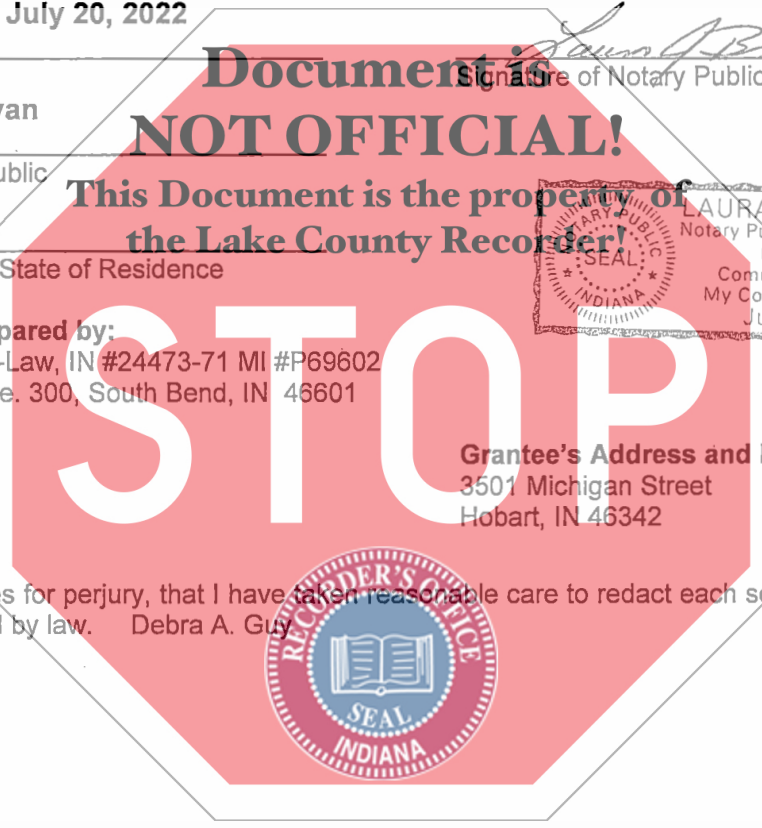 July 20, 2022
Document is
Signature of Notary Public
van
NOT OFFICIAL!
ublic
This Document is the property of
the Lake County Recorder!
LAURA
Notary Pu
NOTARY PUBLIC
SEAL
INDIANA
Com
My Co
Ju
State of Residence
pared by:
-Law, IN #24473-71 MI #P69602
e. 300, South Bend, IN 46601
STOP
Grantee's Address and
3501 Michigan Street
Hobart, IN 46342
s for perjury, that I have taken reasonable care to redact each so
d by law. Debra A. Guy
RECORDER'S OFFICE
SEAL
INDIANA